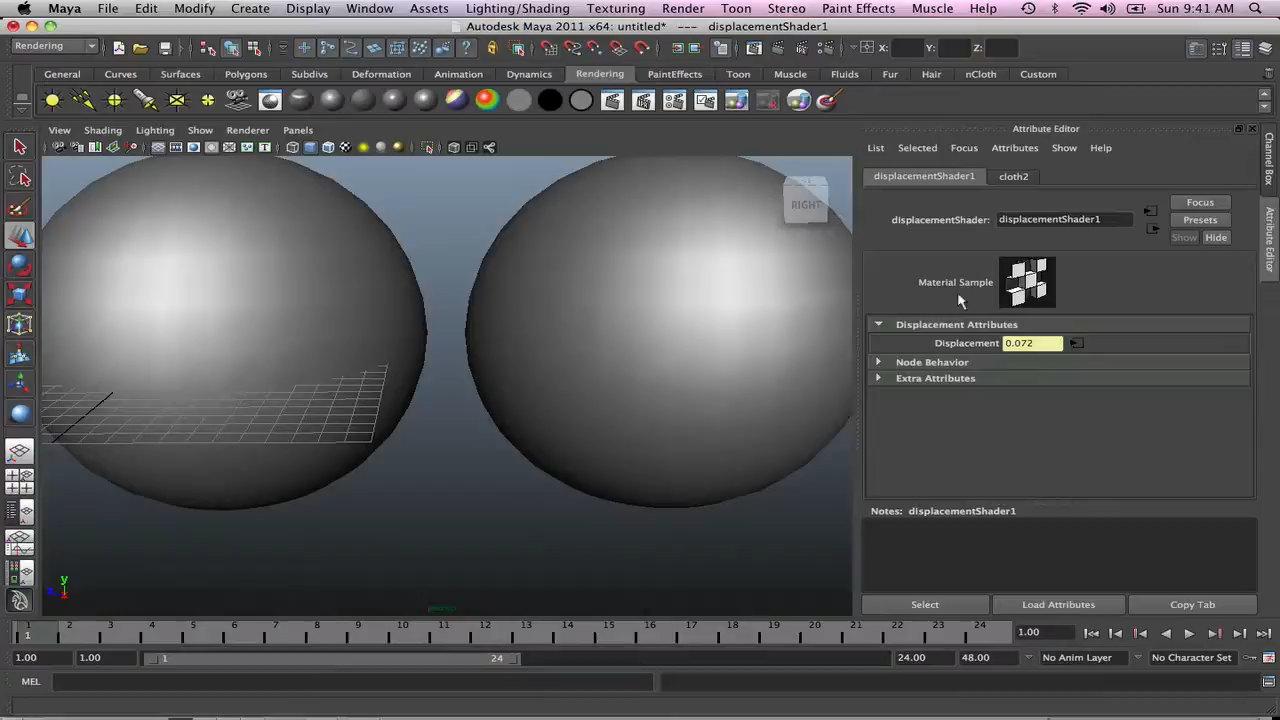 Maya File Edit Modify Create Display Window Assets Lighting/Shading Texturing Render Toon Stereo Paint Effects Muscle Help Sun 9:41 AM
Autodesk Maya 2011 x64: untitled* --- displacementShader1
Rendering X: Y: Z:
General Curves Surfaces Polygons Subdivs Deformation Animation Dynamics Rendering PaintEffects Toon Muscle Fluids Fur Hair nCloth Custom
View Shading Lighting Show Renderer Panels
RIGHT
y
z
x
Attribute Editor
List Selected Focus Attributes Show Help
displacementShader1 cloth2
displacementShader: displacementShader1
Focus
Presets
Show Hide
Material Sample
Displacement Attributes
Displacement 0.072
Node Behavior
Extra Attributes
Notes: displacementShader1
Select Load Attributes Copy Tab
Channel Box
Attribute Editor
1 2 3 4 5 6 7 8 9 10 11 12 13 14 15 16 17 18 19 20 21 22 23 24
1 1.00
1.00 1.00 1 24 24.00 48.00 No Anim Layer No Character Set
MEL